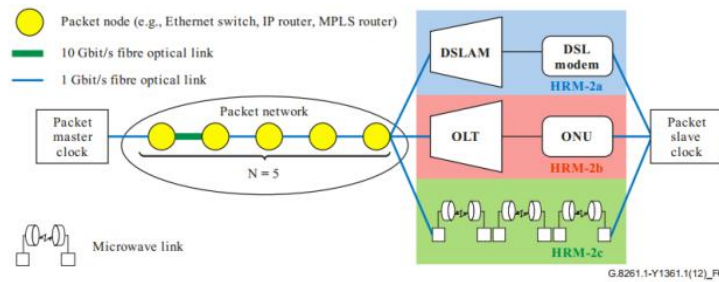 Packet node (e.g., Ethernet switch, IP router, MPLS router)
10 Gbit/s fibre optical link
1 Gbit/s fibre optical link
Packet network
Packet
master
clock
N = 5
DSLAM
DSL
modem
HRM-2a
OLT
ONU
HRM-2b
HRM-2c
Packet
slave
clock
Microwave link
G.8261.1-Y1361.1(12)_F